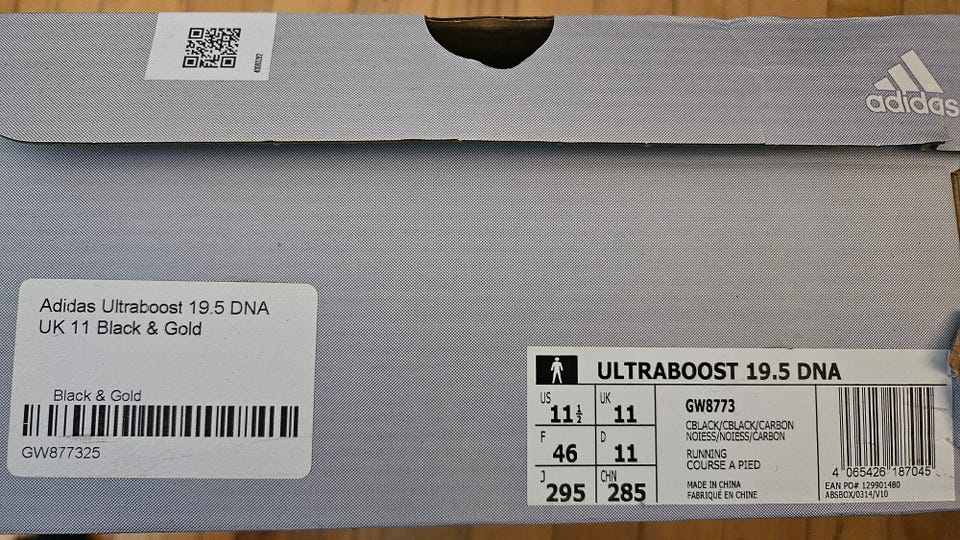 4063202
adidas
Adidas Ultraboost 19.5 DNA
UK 11 Black & Gold
Black & Gold
GW877325
ULTRABOOST 19.5 DNA
US 11 1/2
UK 11
F 46
D 11
J 295
CHN 285
GW8773
CBLACK/CBLACK/CARBON
NOIESS/NOIESS/CARBON
RUNNING
COURSE A PIED
MADE IN CHINA
FABRIQUÉ EN CHINE
4 065426 187045
EAN PO# 129901480
ABSBOX/0314/V10